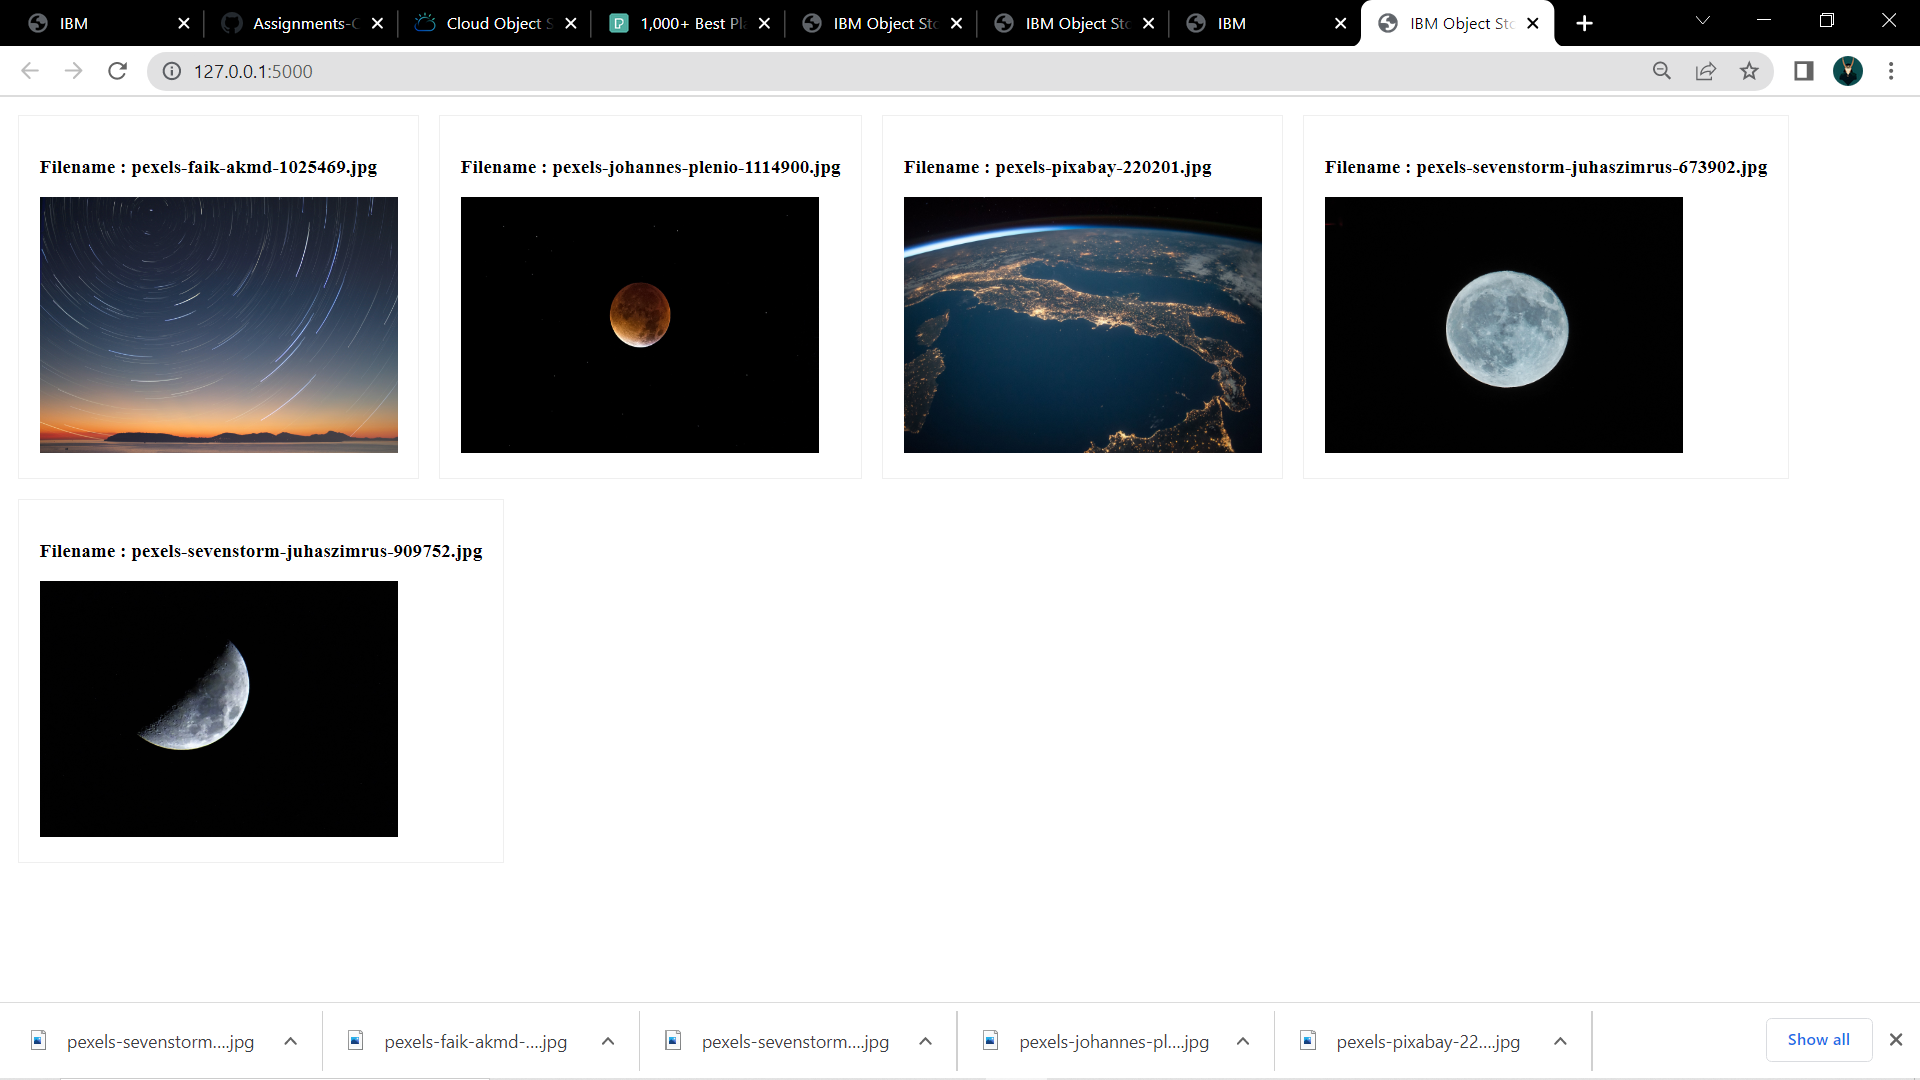 IBM
Assignments-C
Cloud Object S
1,000+ Best Pl
IBM Object Sto
IBM Object Sto
IBM
IBM Object Sto
127.0.0.1:5000
Filename : pexels-faik-akmd-1025469.jpg
Filename : pexels-johannes-plenio-1114900.jpg
Filename : pexels-pixabay-220201.jpg
Filename : pexels-sevenstorm-juhaszimrus-673902.jpg
Filename : pexels-sevenstorm-juhaszimrus-909752.jpg
pexels-sevenstorm....jpg
pexels-faik-akmd-....jpg
pexels-sevenstorm....jpg
pexels-johannes-pl....jpg
pexels-pixabay-22....jpg
Show all